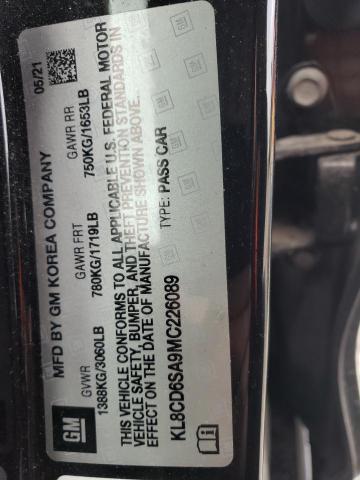 GM
MFD BY GM KOREA COMPANY
05/21
GVWR
GAWR FRT
GAWR RR
1388KG/3060LB
780KG/1719LB
750KG/1653LB
THIS VEHICLE CONFORMS TO ALL APPLICABLE U.S. FEDERAL MOTOR
VEHICLE SAFETY, BUMPER, AND THEFT PREVENTION STANDARDS IN
EFFECT ON THE DATE OF MANUFACTURE SHOWN ABOVE.
KL8CD6SA9MC226089
TYPE: PASS CAR